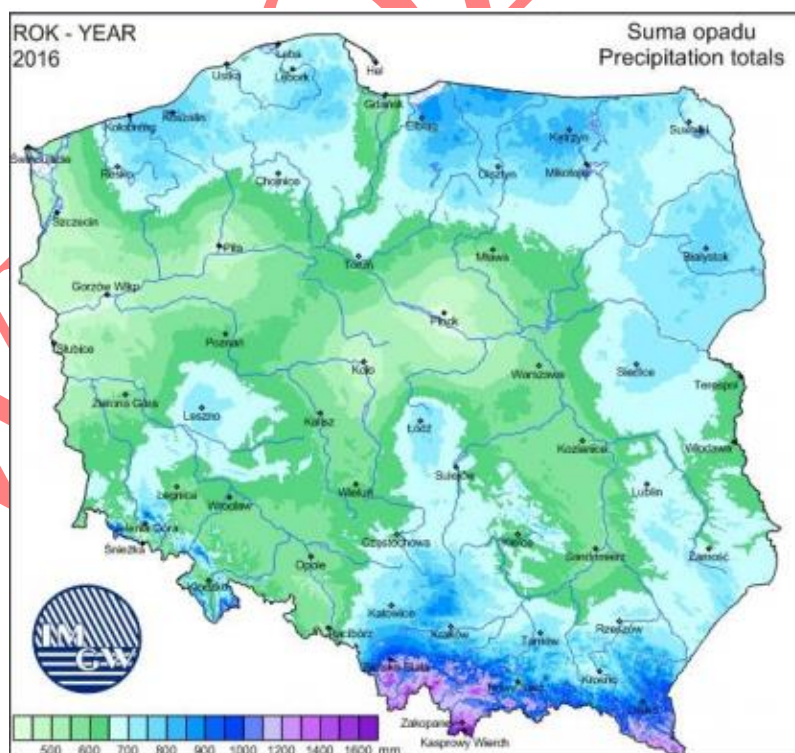 ROK - YEAR
2016
Suma opadu
Precipitation totals
Łeba
Ustka
Lębork
Hel
Gdańsk
Kołobrzeg
Koszalin
Elbląg
Kętrzyn
Suwałki
Świnoujście
Resko
Chojnice
Olsztyn
Mikołajki
Szczecin
Piła
Toruń
Mława
Białystok
Gorzów Wlkp
Płock
Słubice
Poznań
Koło
Warszawa
Siedlce
Terespol
Zielona Góra
Leszno
Kalisz
Łódź
Kozienice
Włodawa
Sulejów
Legnica
Wrocław
Wieluń
Lublin
Jelenia Góra
Śnieżka
Częstochowa
Kielce
Sandomierz
Zamość
Opole
Kłodzko
Racibórz
Katowice
Kraków
Tarnów
Rzeszów
Bielsko-Biała
Nowy Sącz
Krosno
Lesko
Zakopane
Kasprowy Wierch
IM
GW
500 600 700 800 900 1000 1200 1400 1600 mm